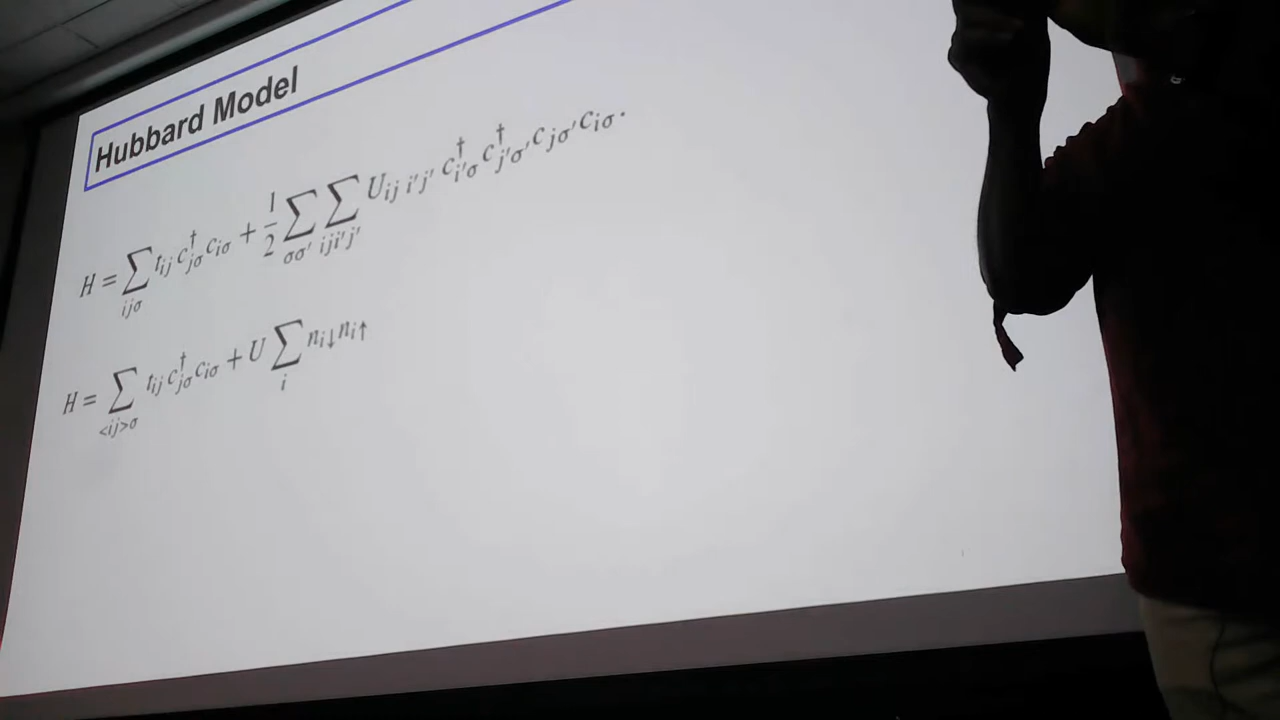 Hubbard Model
H = ∑_{ijσ} t_{ij} c†_{jσ} c_{iσ} + 1/2 ∑_{σσ'} ∑_{iji'j'} U_{ij i'j'} c†_{i'σ} c†_{j'σ'} c_{jσ'} c_{iσ}.
H = ∑_{<ij>σ} t_{ij} c†_{jσ} c_{iσ} + U ∑_{i} n_{i↓} n_{i↑}